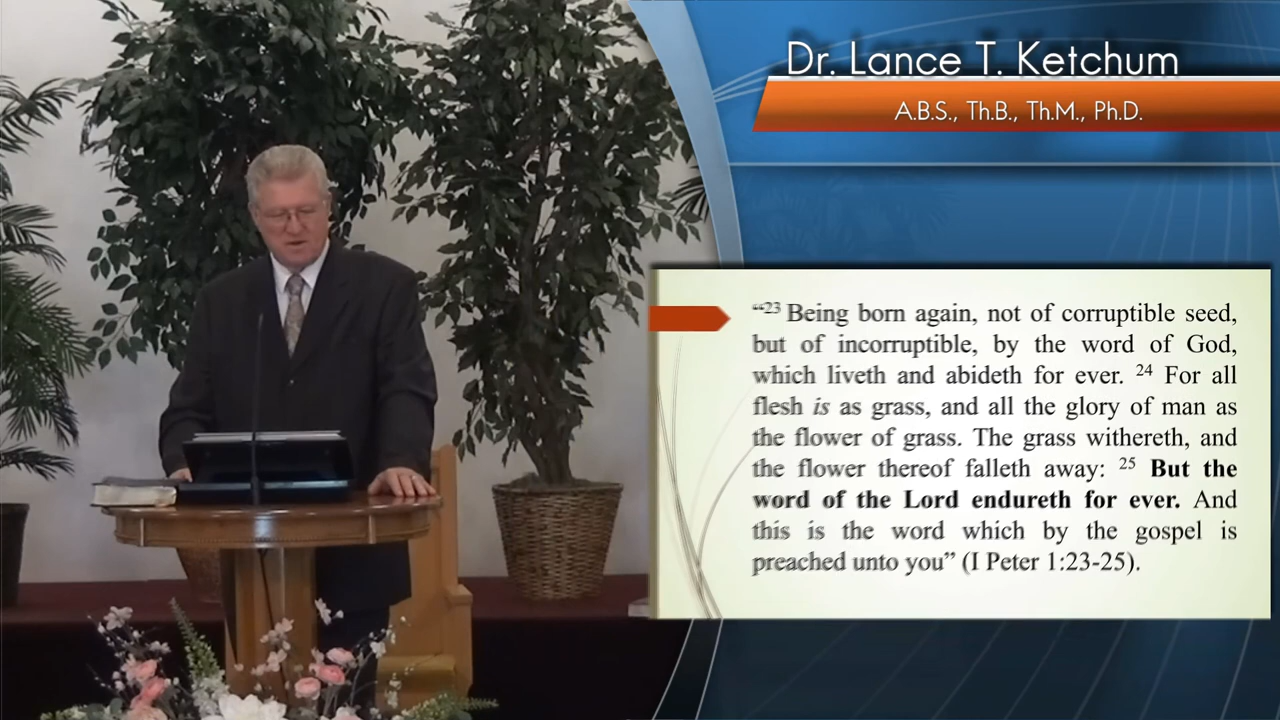 Dr. Lance T. Ketchum
A.B.S., Th.B., Th.M., Ph.D.
“23 Being born again, not of corruptible seed,
but of incorruptible, by the word of God,
which liveth and abideth for ever. 24 For all
flesh is as grass, and all the glory of man as
the flower of grass. The grass withereth, and
the flower thereof falleth away: 25 But the
word of the Lord endureth for ever. And
this is the word which by the gospel is
preached unto you” (I Peter 1:23-25).